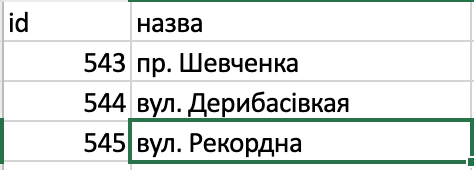 id назва
543 пр. Шевченка
544 вул. Дерибасівкая
545 вул. Рекордна